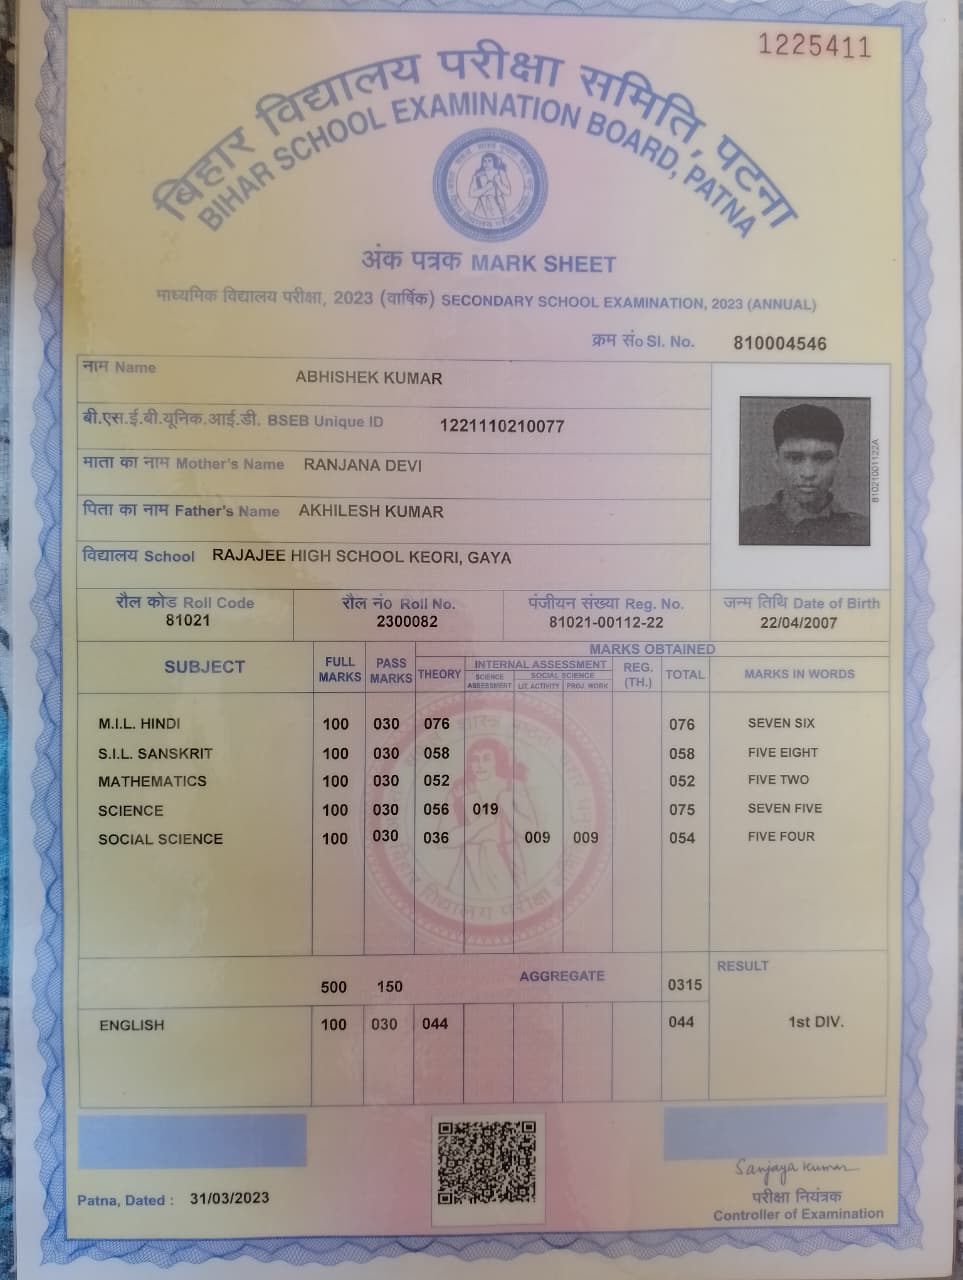 1225411
बिहार विद्यालय परीक्षा समिति, पटना
BIHAR SCHOOL EXAMINATION BOARD, PATNA
अंक पत्रक MARK SHEET
माध्यमिक विद्यालय परीक्षा, 2023 (वार्षिक) SECONDARY SCHOOL EXAMINATION, 2023 (ANNUAL)
क्रम सं० Sl. No. 810004546
नाम Name ABHISHEK KUMAR
बी.एस.ई.बी.यूनिक.आई.डी. BSEB Unique ID 1221110210077
माता का नाम Mother's Name RANJANA DEVI
पिता का नाम Father's Name AKHILESH KUMAR
विद्यालय School RAJAJEE HIGH SCHOOL KEORI, GAYA
81021001122A
रौल कोड Roll Code रौल नं० Roll No. पंजीयन संख्या Reg. No. जन्म तिथि Date of Birth
81021 2300082 81021-00112-22 22/04/2007
MARKS OBTAINED
SUBJECT FULL MARKS PASS MARKS THEORY INTERNAL ASSESSMENT REG. (TH.) TOTAL MARKS IN WORDS
SCIENCE ASSESSMENT SOCIAL SCIENCE
LIT. ACTIVITY PROJ. WORK
M.I.L. HINDI 100 030 076 076 SEVEN SIX
S.I.L. SANSKRIT 100 030 058 058 FIVE EIGHT
MATHEMATICS 100 030 052 052 FIVE TWO
SCIENCE 100 030 056 019 075 SEVEN FIVE
SOCIAL SCIENCE 100 030 036 009 009 054 FIVE FOUR
500 150 AGGREGATE 0315 RESULT
ENGLISH 100 030 044 044 1st DIV.
Sanjaya Kumar
Patna, Dated : 31/03/2023
परीक्षा नियंत्रक
Controller of Examination